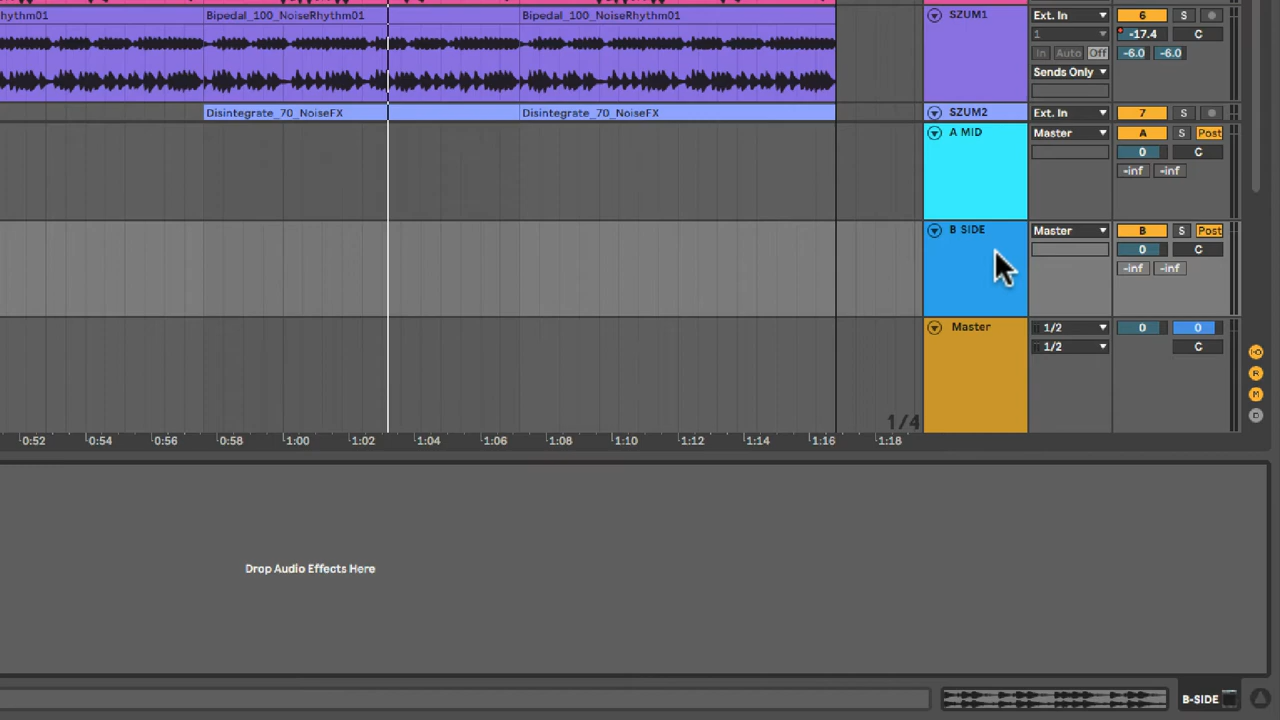 hythm01 Bipedal_100_NoiseRhythm01 Bipedal_100_NoiseRhythm01 SZUM1 Ext. In 6 S
1 -17.4 C
In Auto Off -6.0 -6.0
Sends Only
Disintegrate_70_NoiseFX Disintegrate_70_NoiseFX SZUM2 Ext. In 7 S
A MID Master A S Post
0 C
-inf -inf
B SIDE Master B S Post
0 C
-inf -inf
Master 1/2 0 0
1/2 C
I·O
R
M
D
1/4
0:52 0:54 0:56 0:58 1:00 1:02 1:04 1:06 1:08 1:10 1:12 1:14 1:16 1:18
Drop Audio Effects Here
B-SIDE